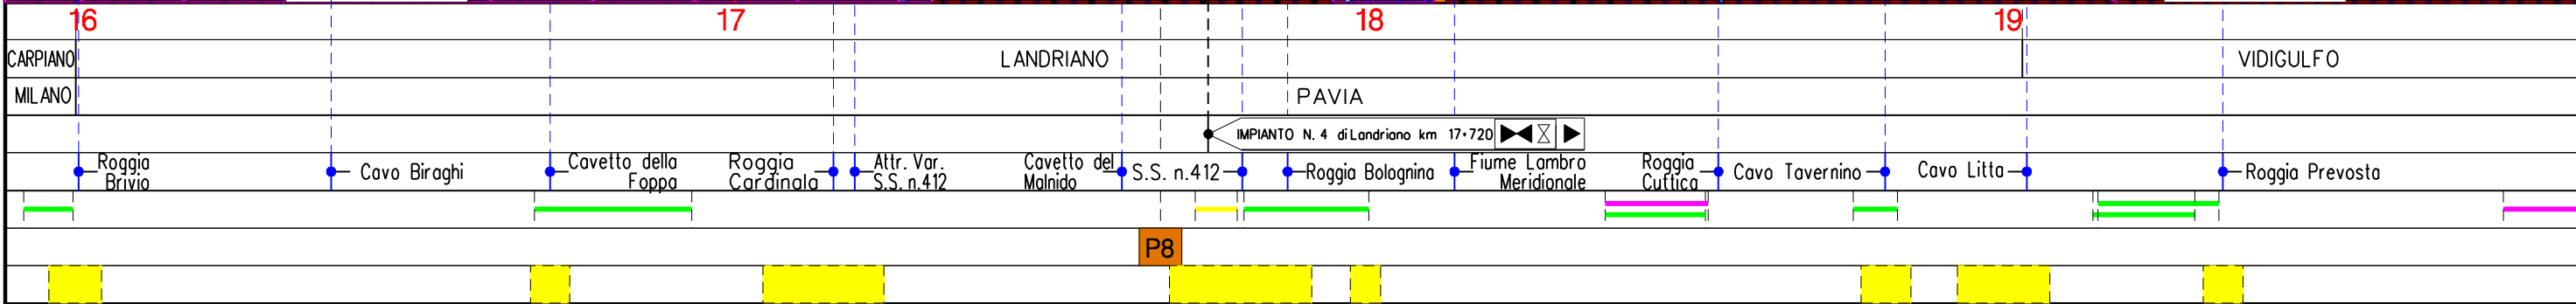 16 17 18 19
CARPIANO LANDRIANO VIDIGULFO
MILANO PAVIA
IMPIANTO N. 4 di Landriano km 17+720
Roggia
Brivio
Cavo Biraghi
Cavetto della
Foppa
Roggia
Cardinala
Attr. Var.
S.S. n.412
Cavetto del
Malnido
S.S. n.412
Roggia Bolognina
Fiume Lambro
Meridionale
Roggia
Cuttica
Cavo Tavernino
Cavo Litta
Roggia Prevosta
P8